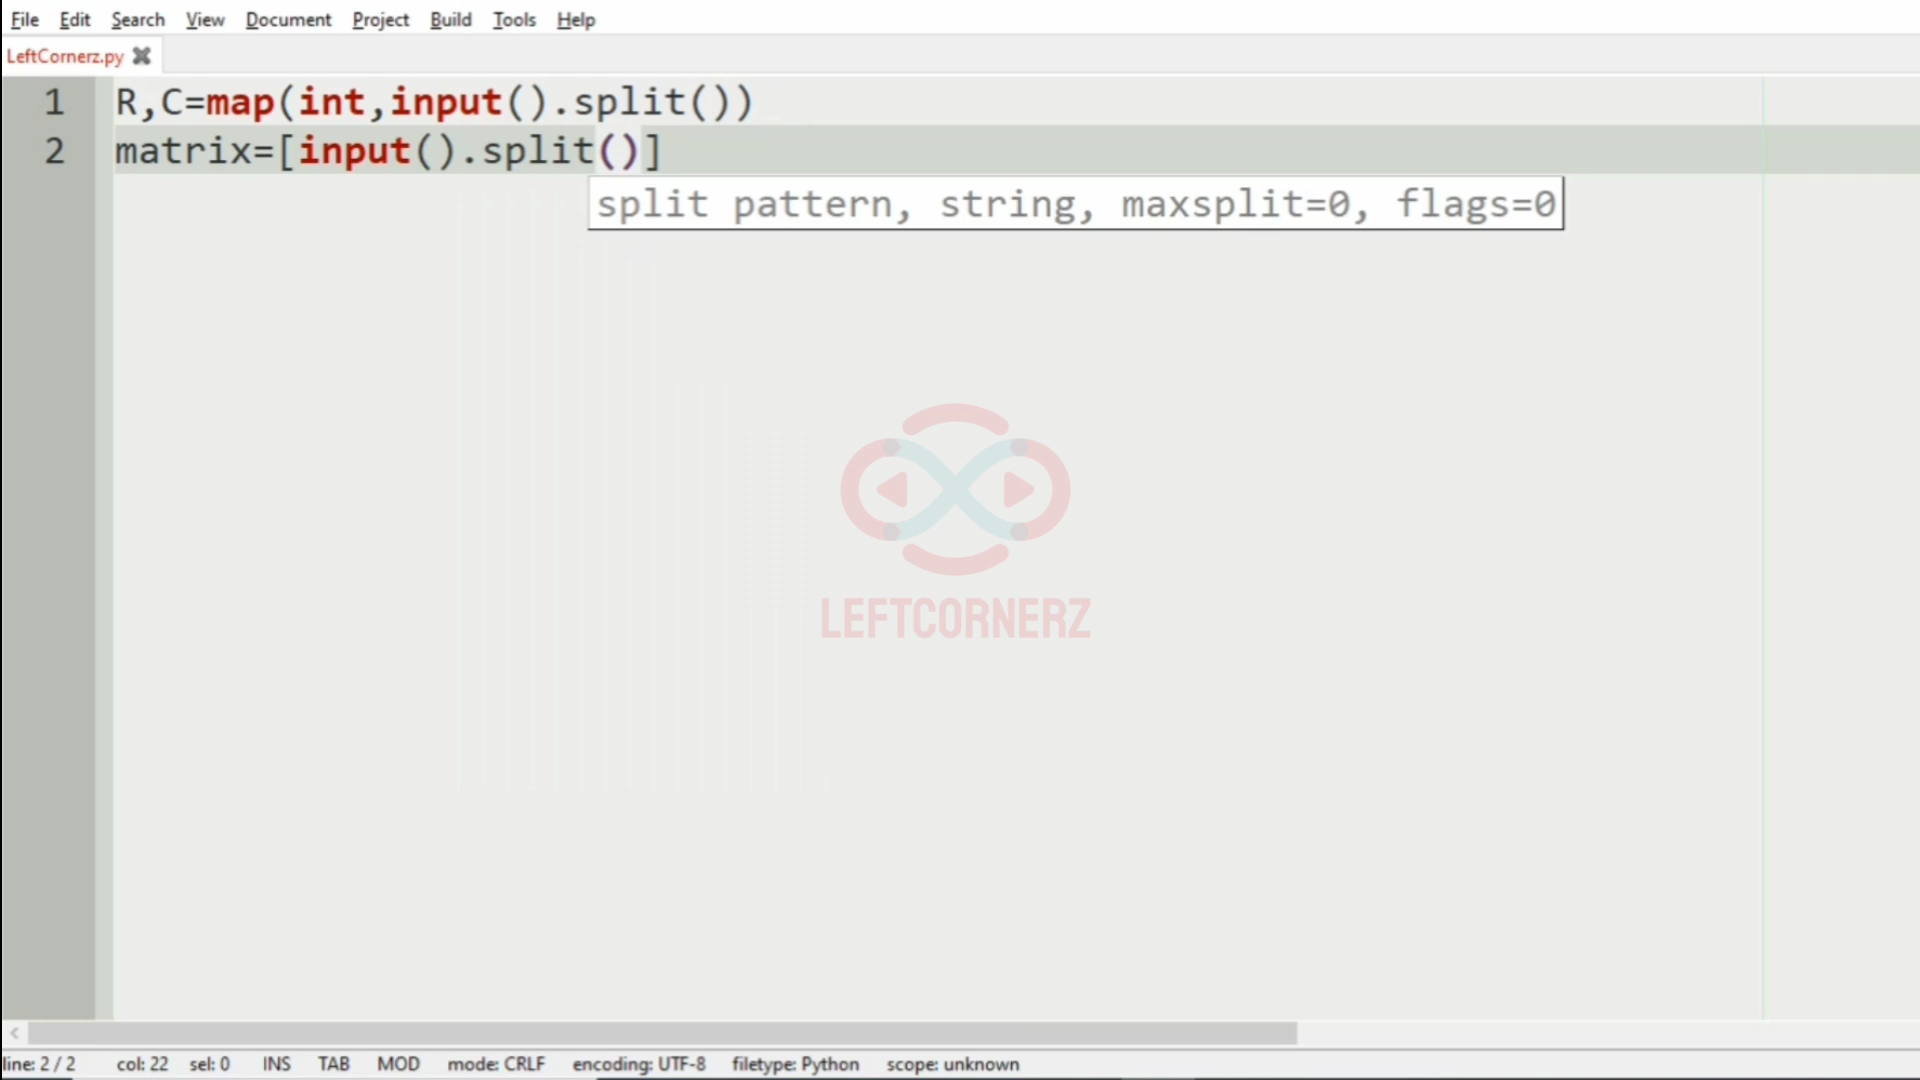 File Edit Search View Document Project Build Tools Help
LeftCornerz.py
1 R,C=map(int,input().split())
2 matrix=[input().split()]
split pattern, string, maxsplit=0, flags=0
LEFTCORNERZ
line: 2 / 2 col: 22 sel: 0 INS TAB MOD mode: CRLF encoding: UTF-8 filetype: Python scope: unknown